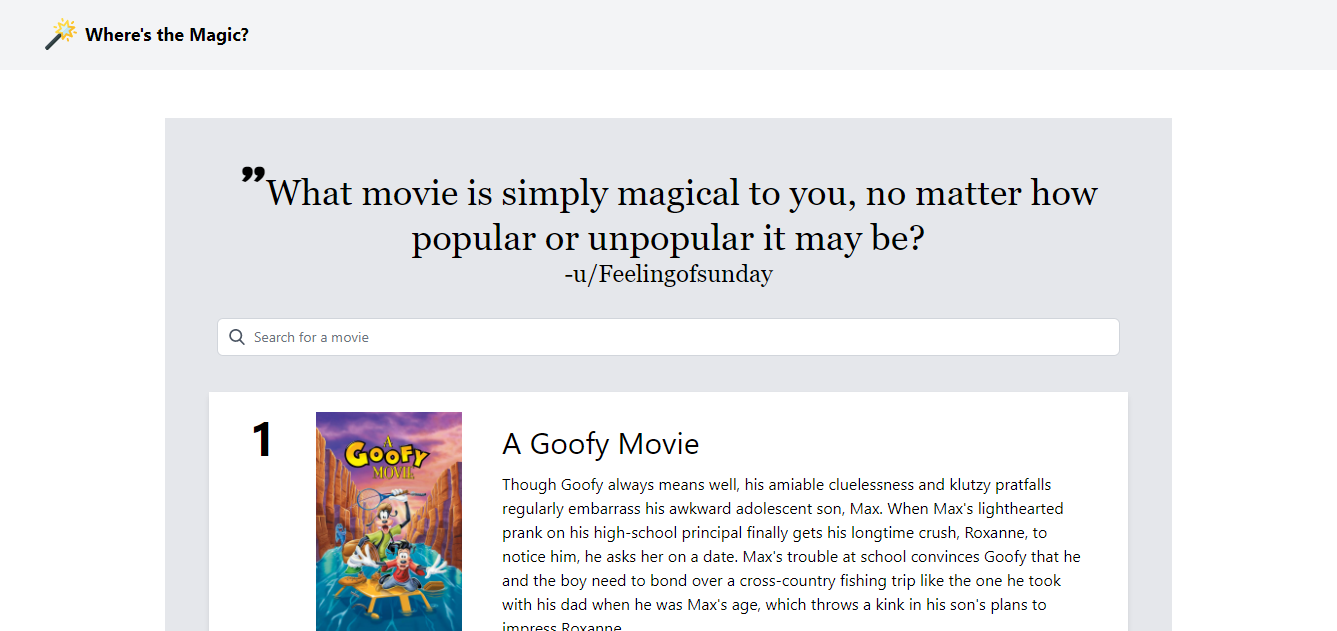 Where's the Magic?
”What movie is simply magical to you, no matter how
popular or unpopular it may be?
-u/Feelingofsunday
Search for a movie
1
A
GOOFY
MOVIE
A Goofy Movie
Though Goofy always means well, his amiable cluelessness and klutzy pratfalls
regularly embarrass his awkward adolescent son, Max. When Max's lighthearted
prank on his high-school principal finally gets his longtime crush, Roxanne, to
notice him, he asks her on a date. Max's trouble at school convinces Goofy that he
and the boy need to bond over a cross-country fishing trip like the one he took
with his dad when he was Max's age, which throws a kink in his son's plans to
impress Roxanne.